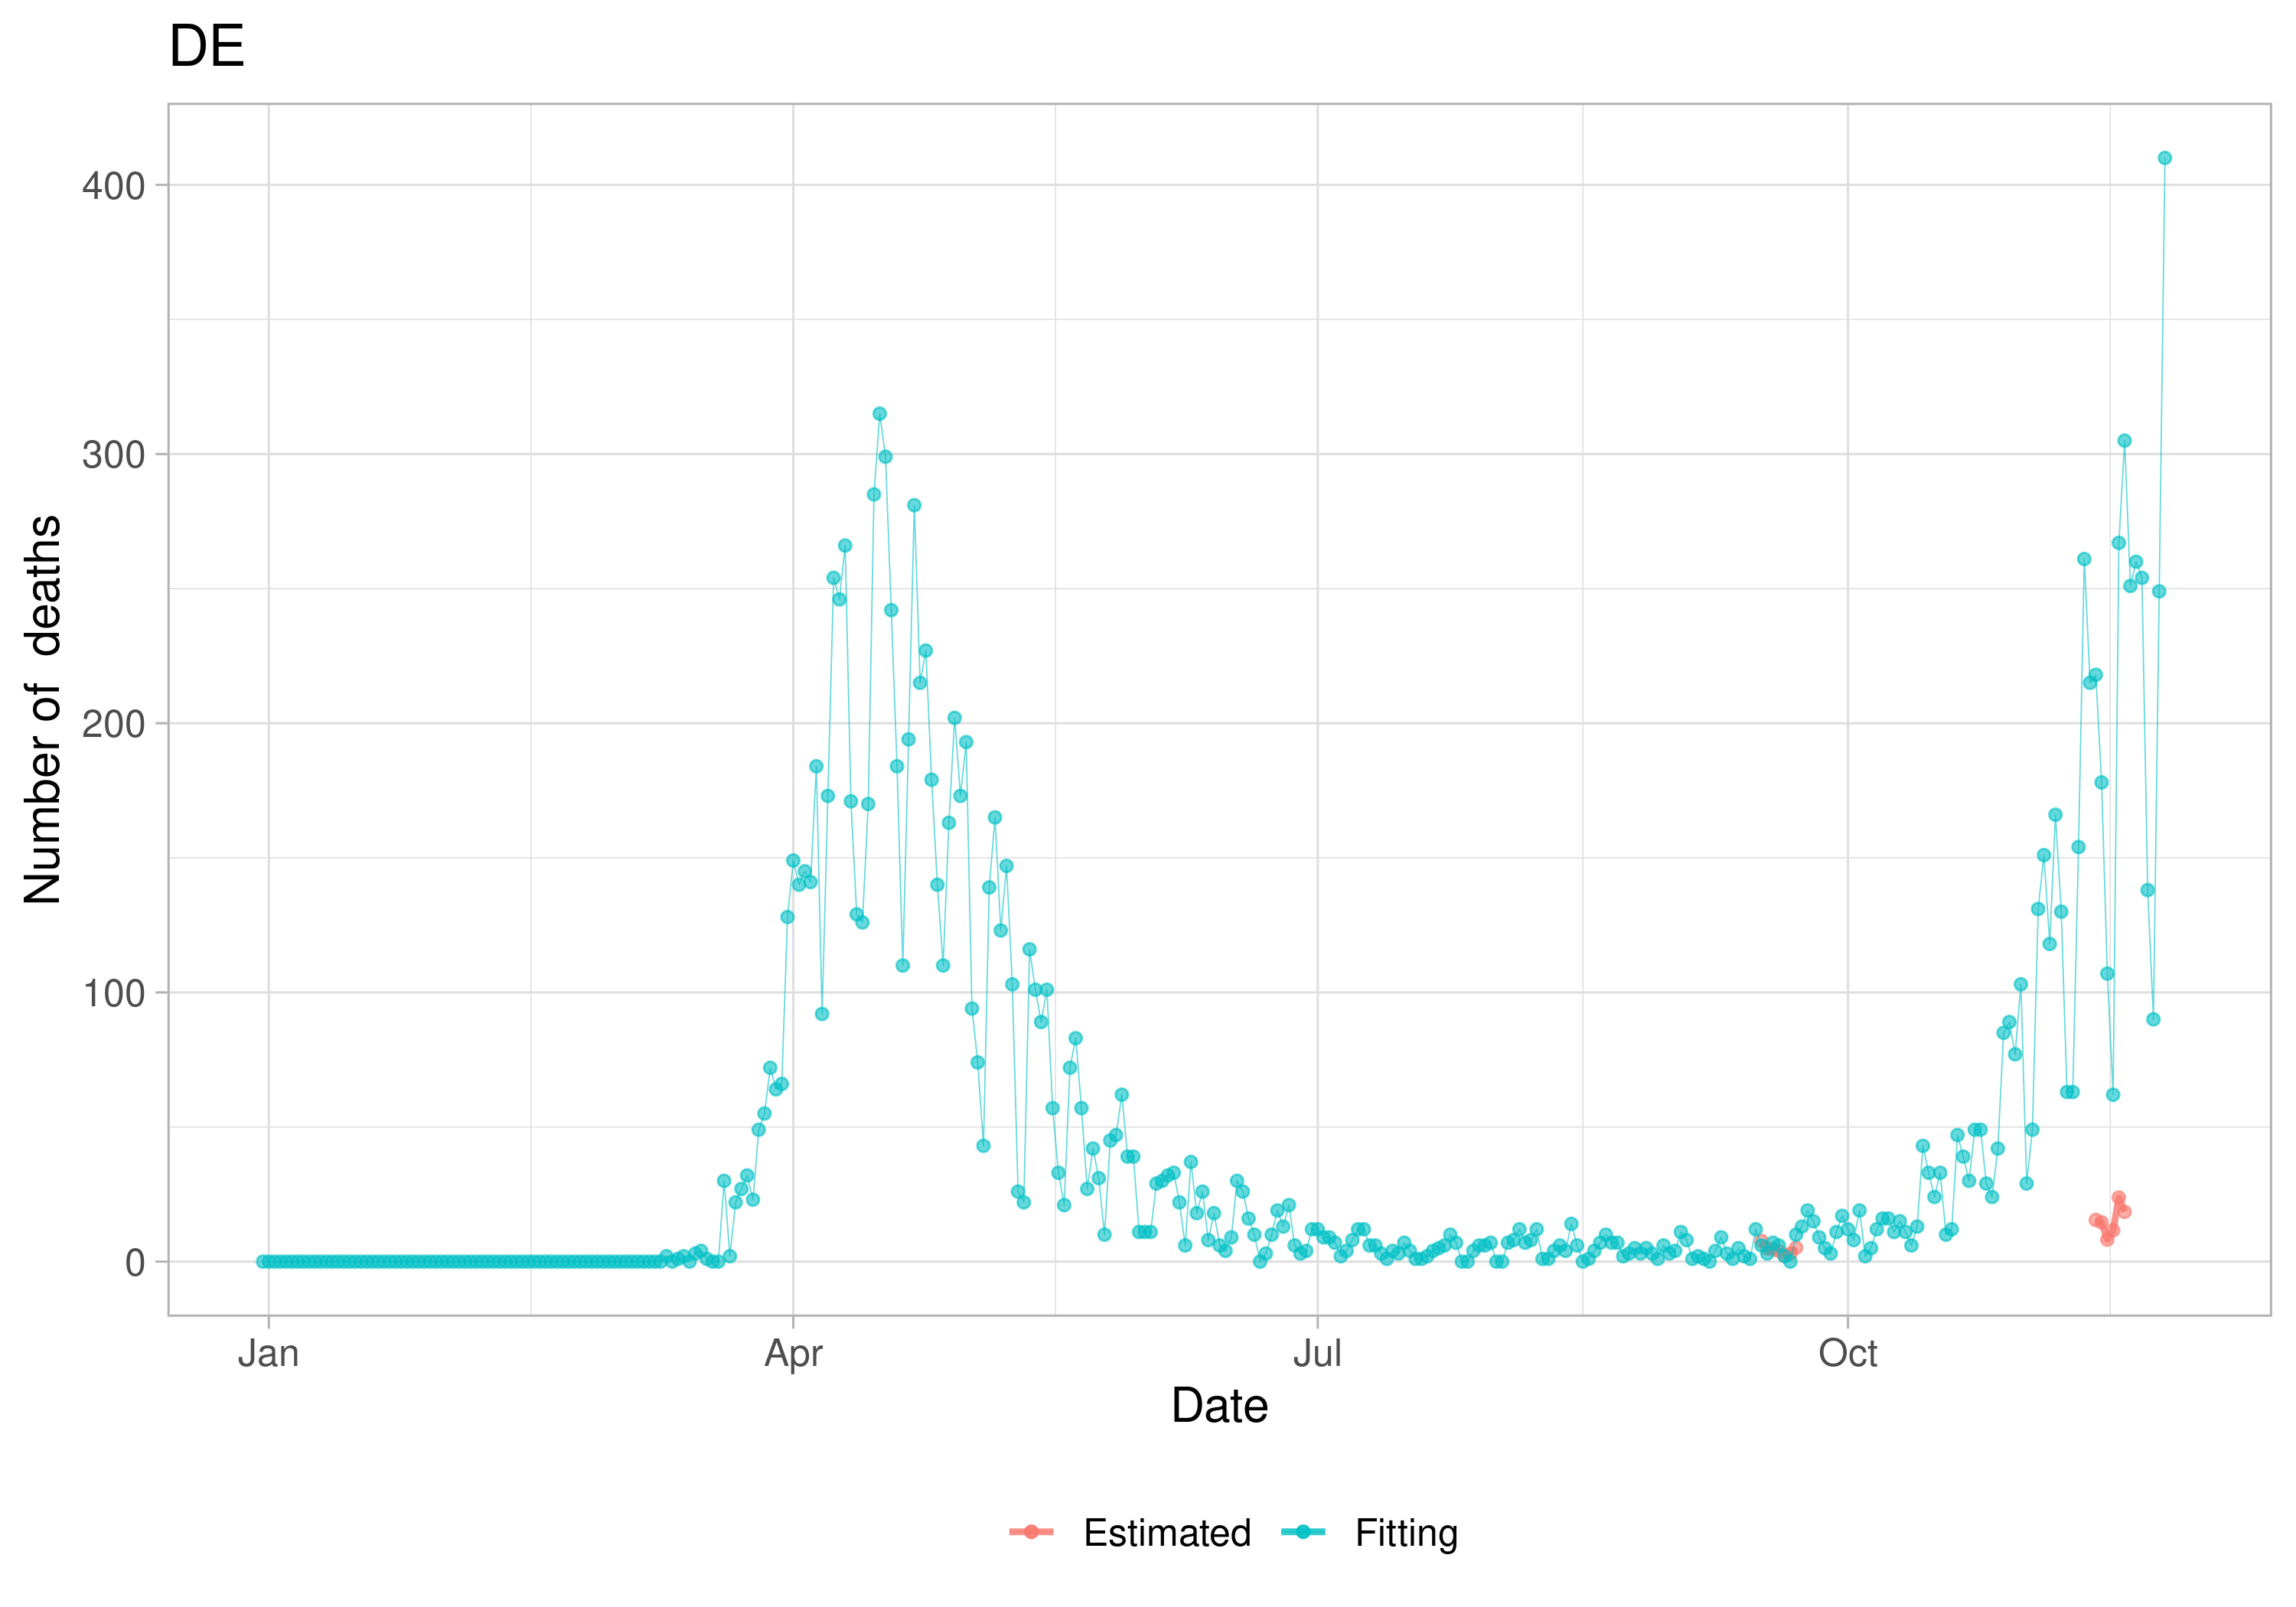 DE
Number of deaths
400
300
200
100
0
Jan Apr Jul Oct
Date
Estimated Fitting